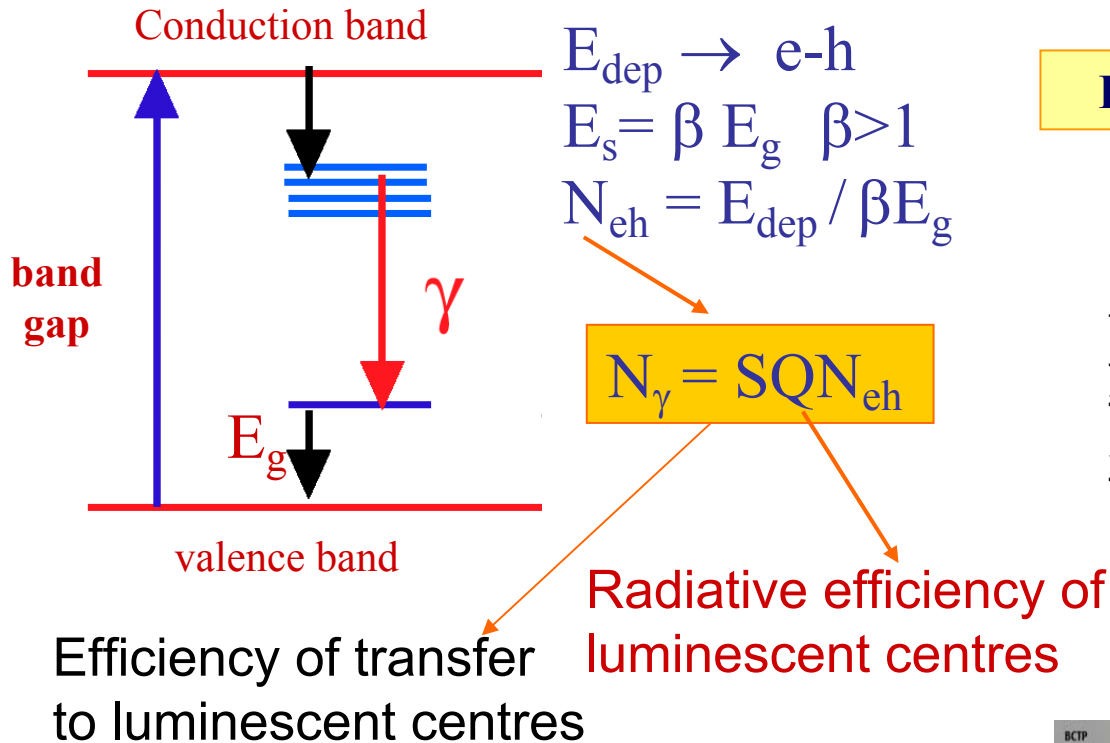 Conduction band
E_dep → e-h
E_s= β E_g β>1
N_eh = E_dep / βE_g
band
gap
γ
N_γ = SQN_eh
E_g
valence band
Radiative efficiency of
luminescent centres
Efficiency of transfer
to luminescent centres
BCTP